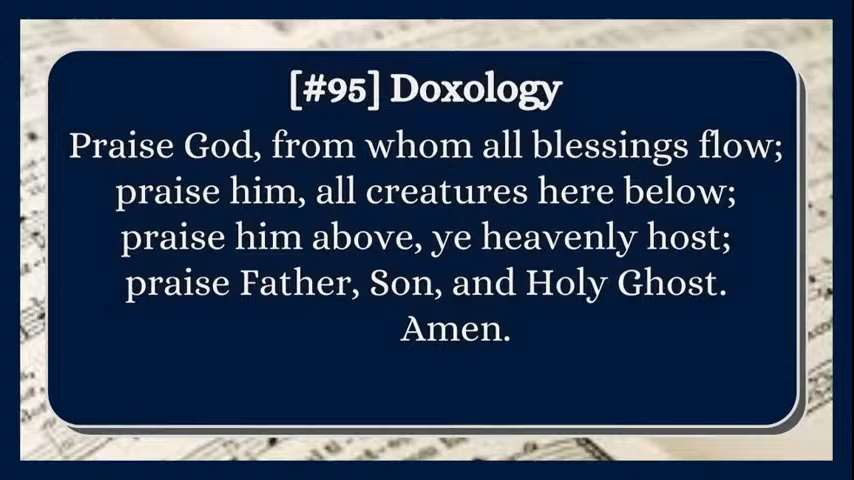 [#95] Doxology
Praise God, from whom all blessings flow;
praise him, all creatures here below;
praise him above, ye heavenly host;
praise Father, Son, and Holy Ghost.
Amen.